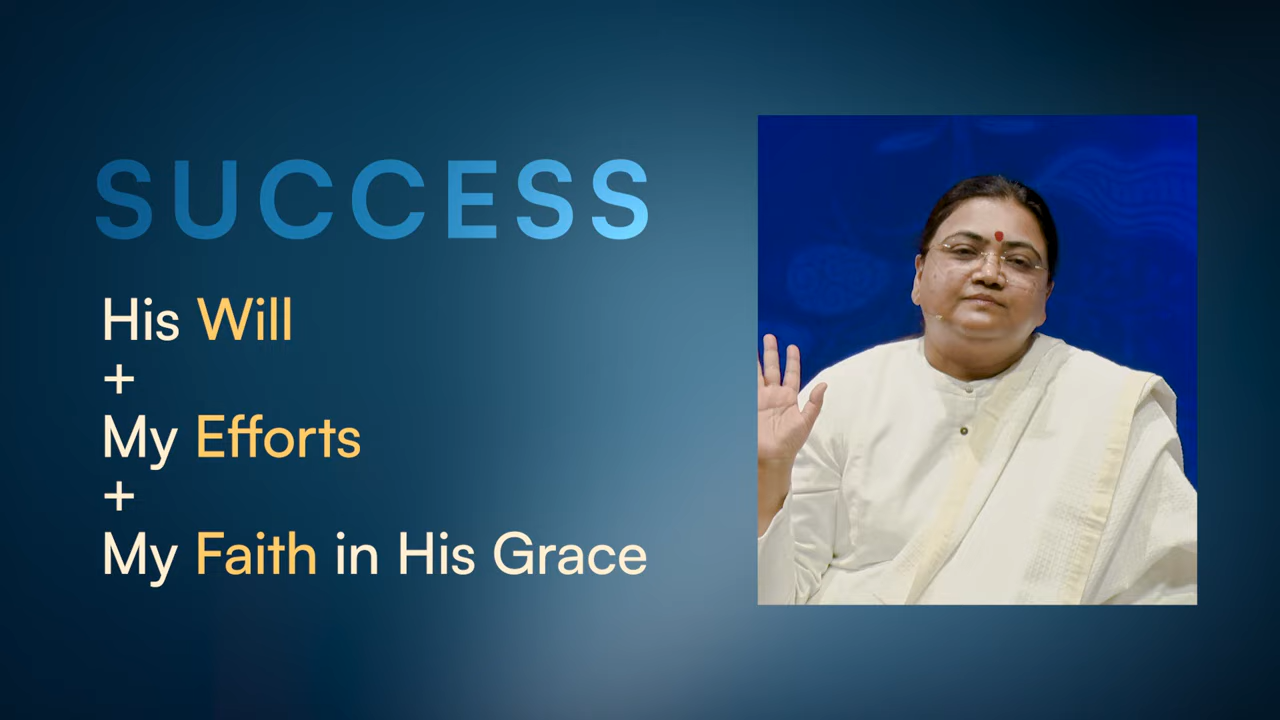 SUCCESS
His Will
+
My Efforts
+
My Faith in His Grace